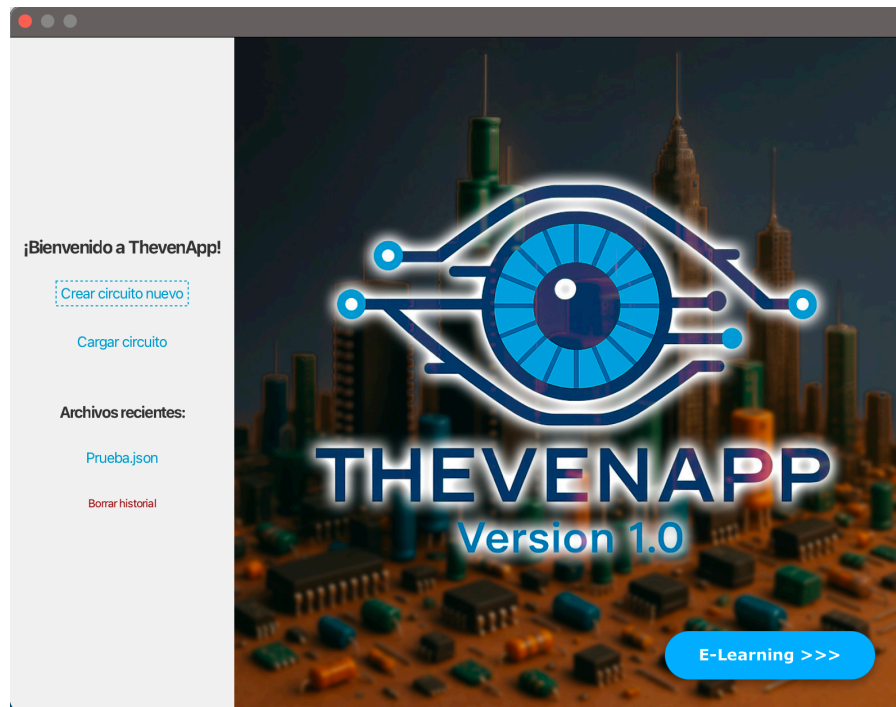 ¡Bienvenido a ThevenApp!
Crear circuito nuevo
Cargar circuito
Archivos recientes:
Prueba.json
Borrar historial
THEVENAPP
Version 1.0
E-Learning >>>